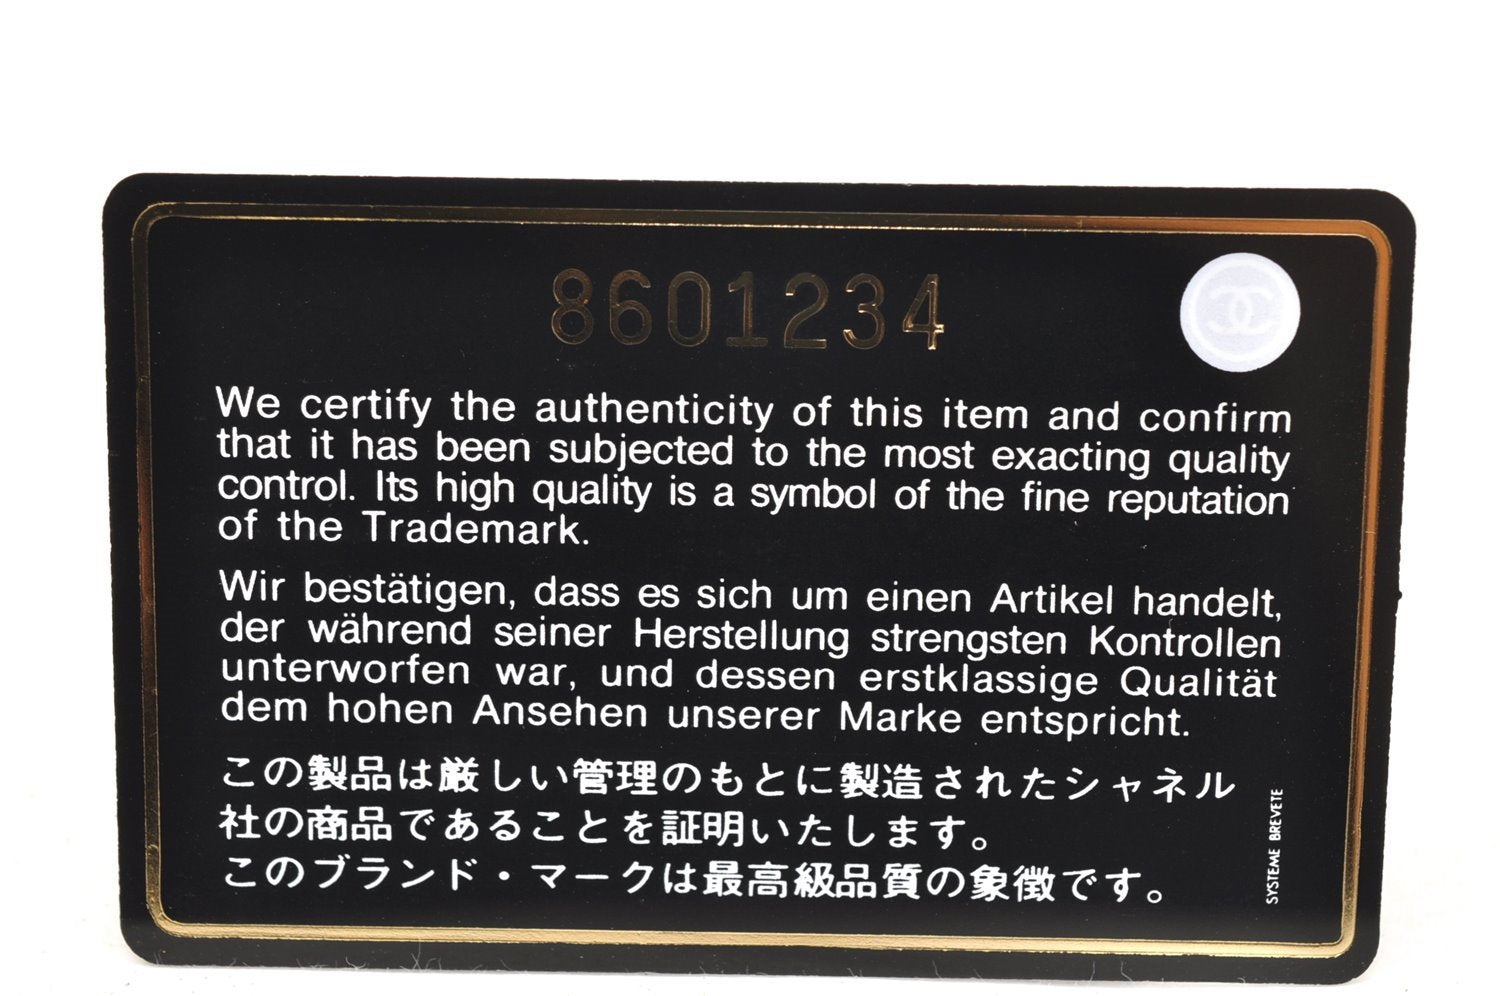 8601234
We certify the authenticity of this item and confirm
that it has been subjected to the most exacting quality
control. Its high quality is a symbol of the fine reputation
of the Trademark.
Wir bestätigen, dass es sich um einen Artikel handelt,
der während seiner Herstellung strengsten Kontrollen
unterworfen war, und dessen erstklassige Qualität
dem hohen Ansehen unserer Marke entspricht.
この製品は厳しい管理のもとに製造されたシャネル
社の商品であることを証明いたします。
このブランド・マークは最高級品質の象徴です。
SYSTEME BREVETE